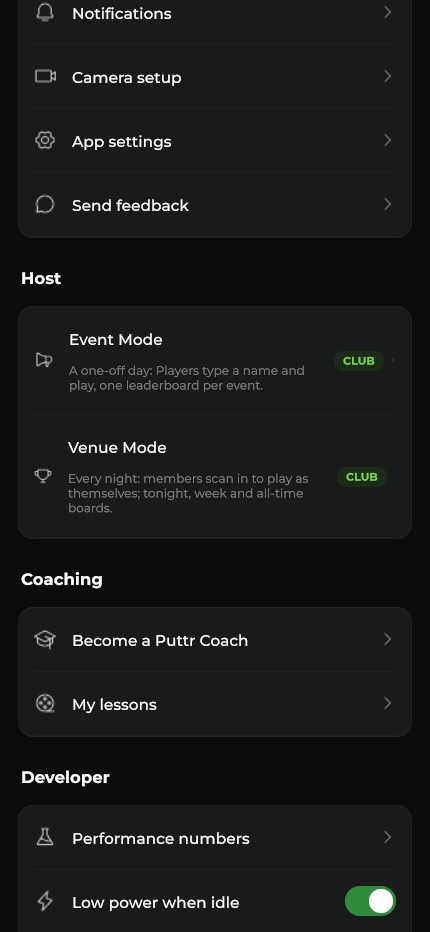 Notifications
Camera setup
App settings
Send feedback
Host
Event Mode
A one-off day: Players type a name and
play, one leaderboard per event.
CLUB
Venue Mode
Every night: members scan in to play as
themselves; tonight, week and all-time
boards.
CLUB
Coaching
Become a Puttr Coach
My lessons
Developer
Performance numbers
Low power when idle